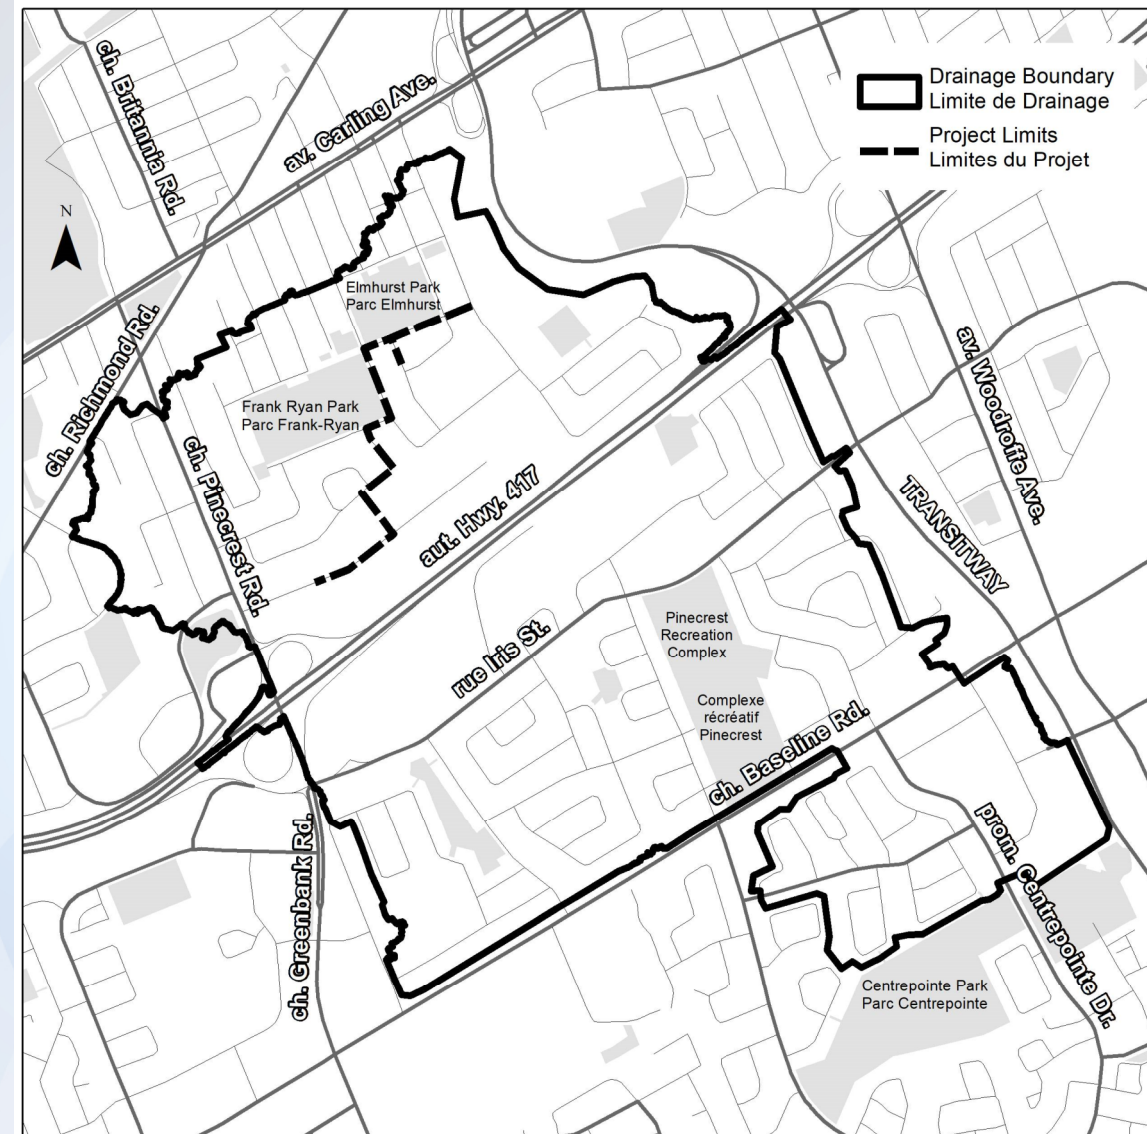 Drainage Boundary
Limite de Drainage
Project Limits
Limites du Projet
ch. Britannia Rd.
av. Carling Ave.
N
Elmhurst Park
Parc Elmhurst
ch. Richmond Rd.
Frank Ryan Park
Parc Frank-Ryan
av. Woodroffe Ave.
ch. Pinecrest Rd.
aut. Hwy. 417
TRANSITWAY
Pinecrest
Recreation
Complex
rue Iris St.
Complexe
récréatif
Pinecrest
ch. Baseline Rd.
ch. Greenbank Rd.
prom. Centrepointe Dr.
Centrepointe Park
Parc Centrepointe